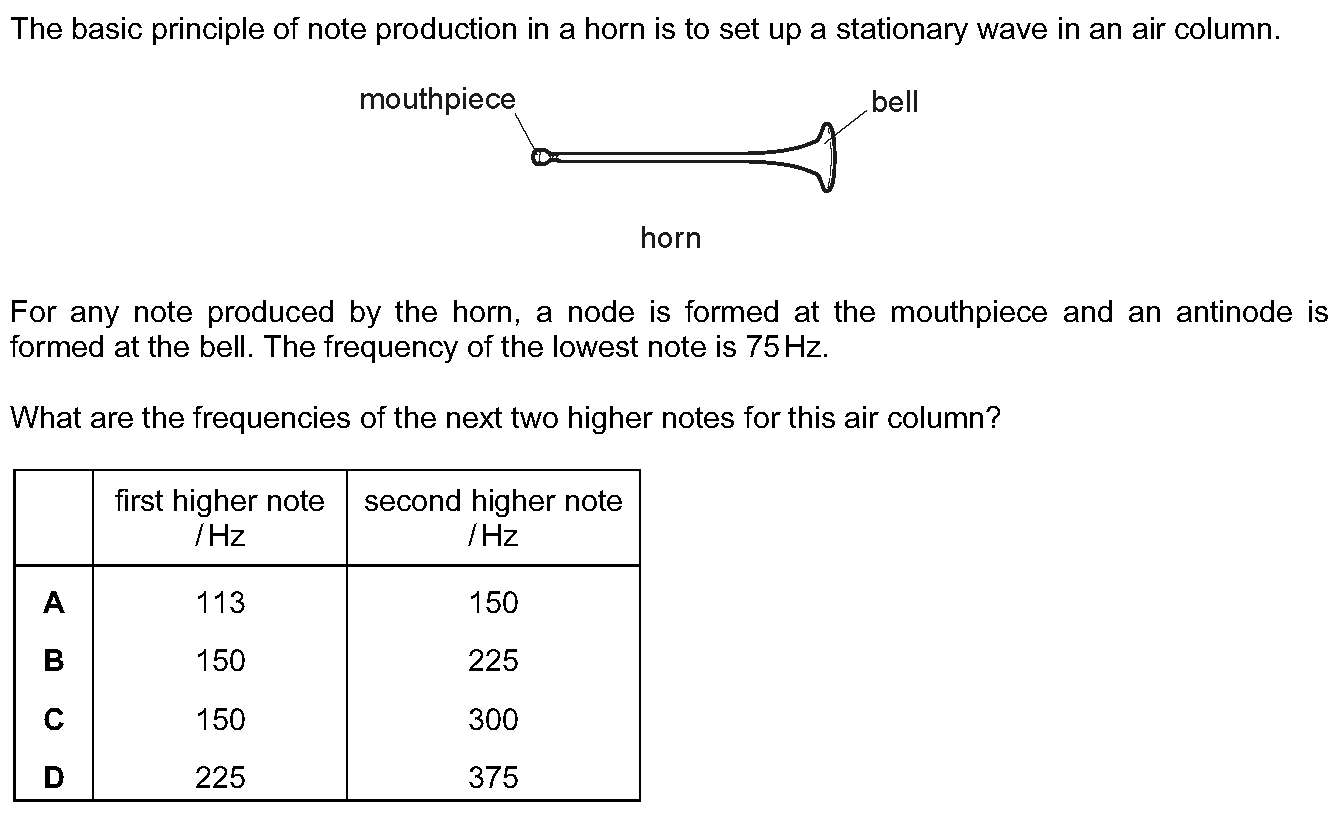 The basic principle of note production in a horn is to set up a stationary wave in an air column.
mouthpiece
bell
horn
For any note produced by the horn, a node is formed at the mouthpiece and an antinode is
formed at the bell. The frequency of the lowest note is 75 Hz.
What are the frequencies of the next two higher notes for this air column?
first higher note second higher note
/ Hz / Hz
A 113 150
B 150 225
C 150 300
D 225 375